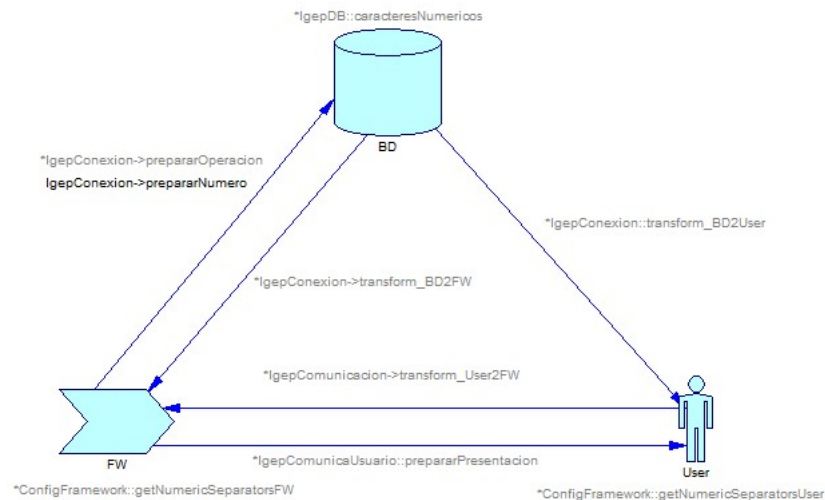 *IgepDB::caracteresNumericos
BD
*IgepConexion->prepararOperacion
IgepConexion->prepararNumero
*IgepConexion::transform_BD2User
*IgepConexion->transform_BD2FW
*IgepComunicacion->transform_User2FW
*IgepComunicaUsuario::prepararPresentacion
FW
User
*ConfigFramework::getNumericSeparatorsFW
*ConfigFramework::getNumericSeparatorsUser